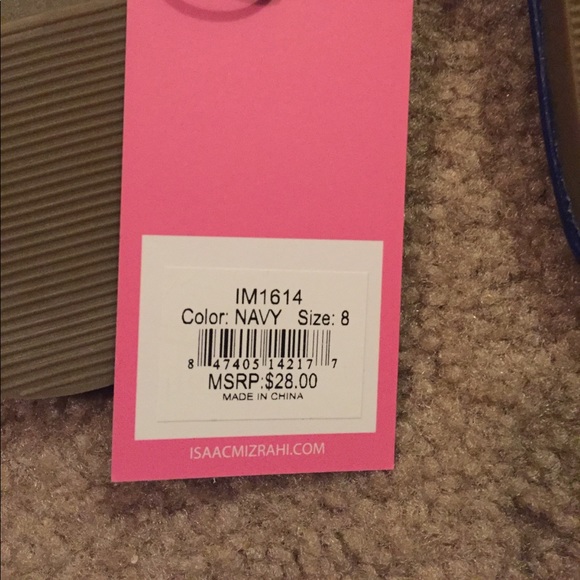 IM1614
Color: NAVY Size: 8
8 47405 14217 7
MSRP:$28.00
MADE IN CHINA
ISAACMIZRAHI.COM